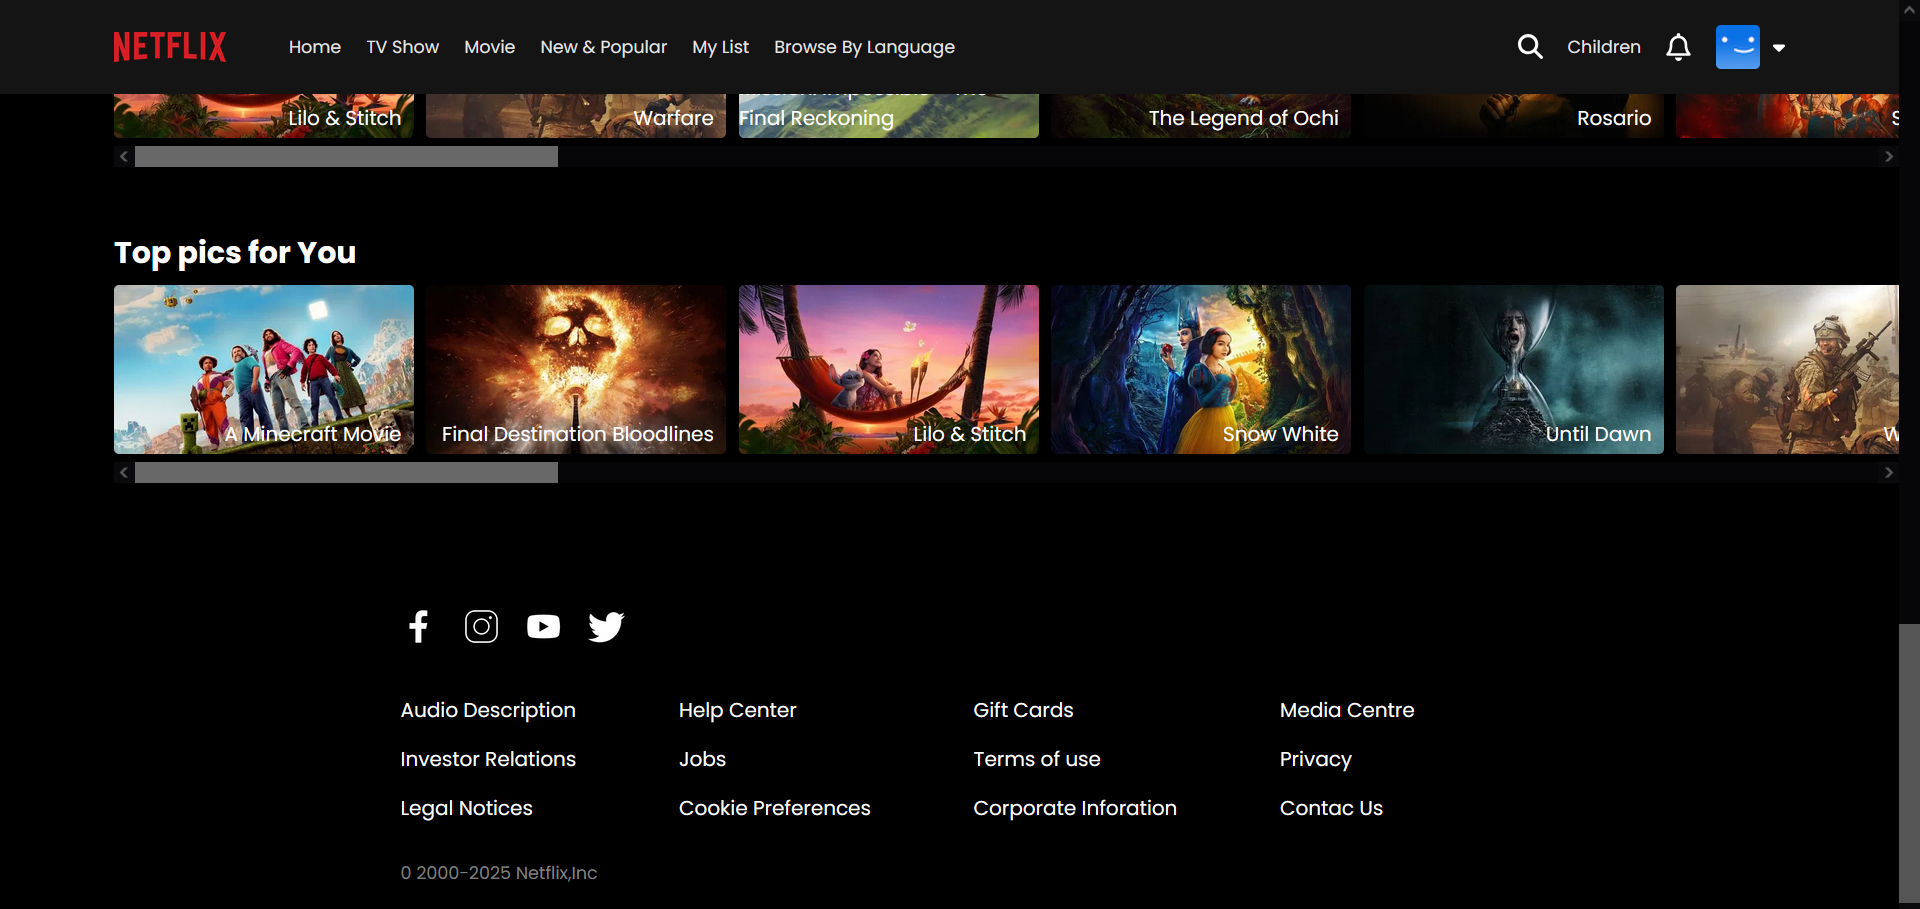 NETFLIX Home TV Show Movie New & Popular My List Browse By Language Children
Lilo & Stitch
Warfare
Final Reckoning
The Legend of Ochi
Rosario
Top pics for You
A Minecraft Movie
Final Destination Bloodlines
Lilo & Stitch
Snow White
Until Dawn
Audio Description Help Center Gift Cards Media Centre
Investor Relations Jobs Terms of use Privacy
Legal Notices Cookie Preferences Corporate Inforation Contac Us
0 2000-2025 Netflix,Inc